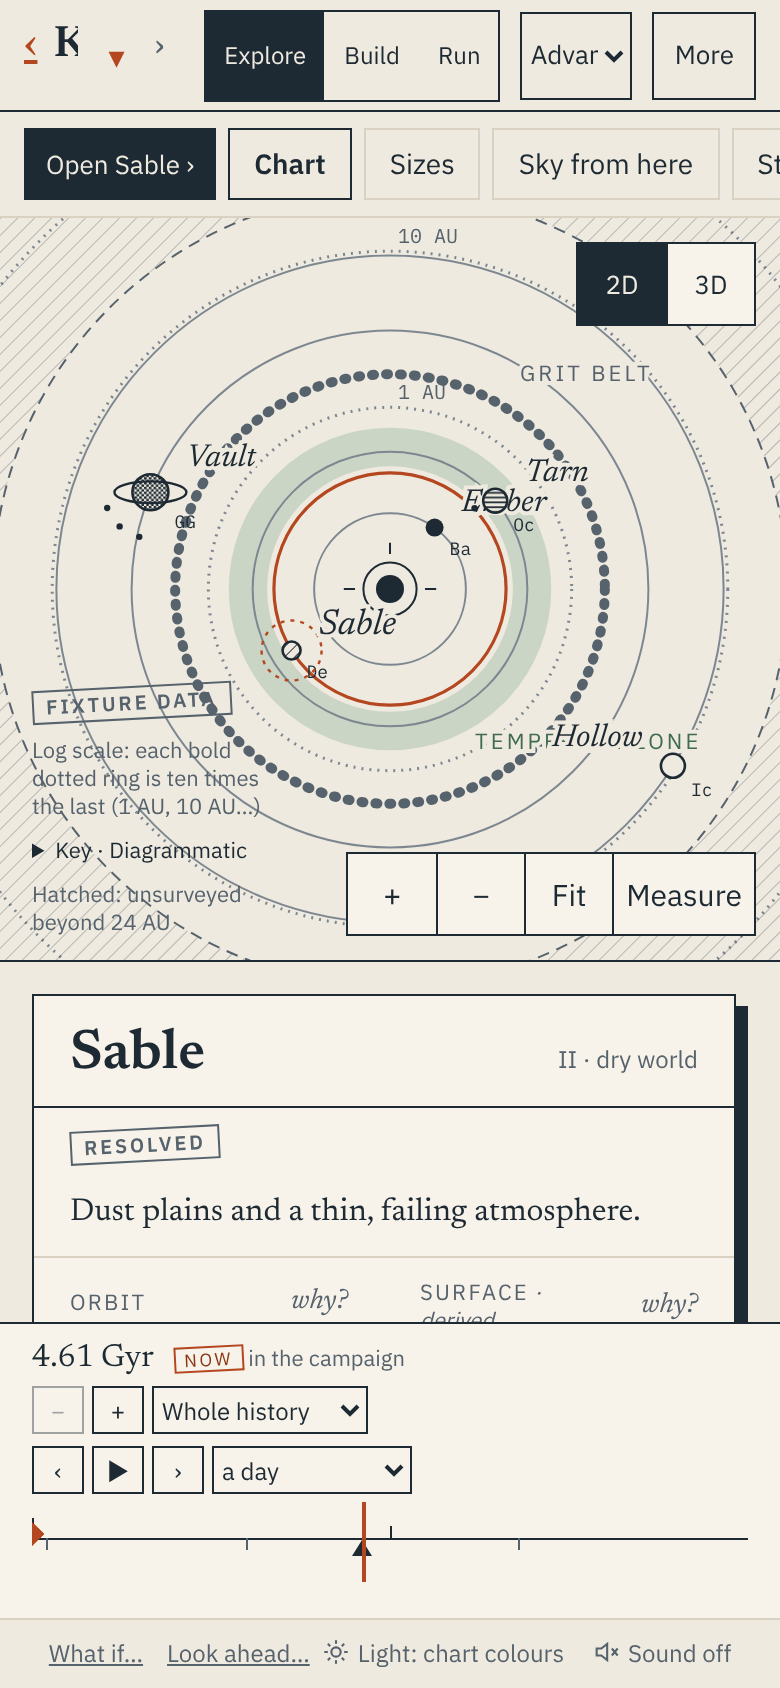 ‹ K ▾ ›
Explore Build Run
More
Open Sable ›
Chart
Sizes
Sky from here
10 AU
2D 3D
GRIT BELT
1 AU
Vault
Tarn
Ember
GG
Oc
Ba
Sable
De
FIXTURE DATA
Hollow
Ic
Log scale: each bold
dotted ring is ten times
the last (1 AU, 10 AU…)
▶ Key · Diagrammatic
Hatched: unsurveyed
beyond 24 AU
+ − Fit Measure
Sable
II · dry world
RESOLVED
Dust plains and a thin, failing atmosphere.
ORBIT why?
SURFACE · why?
derived
4.61 Gyr NOW in the campaign
− + Whole history
‹ ▶ › a day
What if… Look ahead… Light: chart colours Sound off